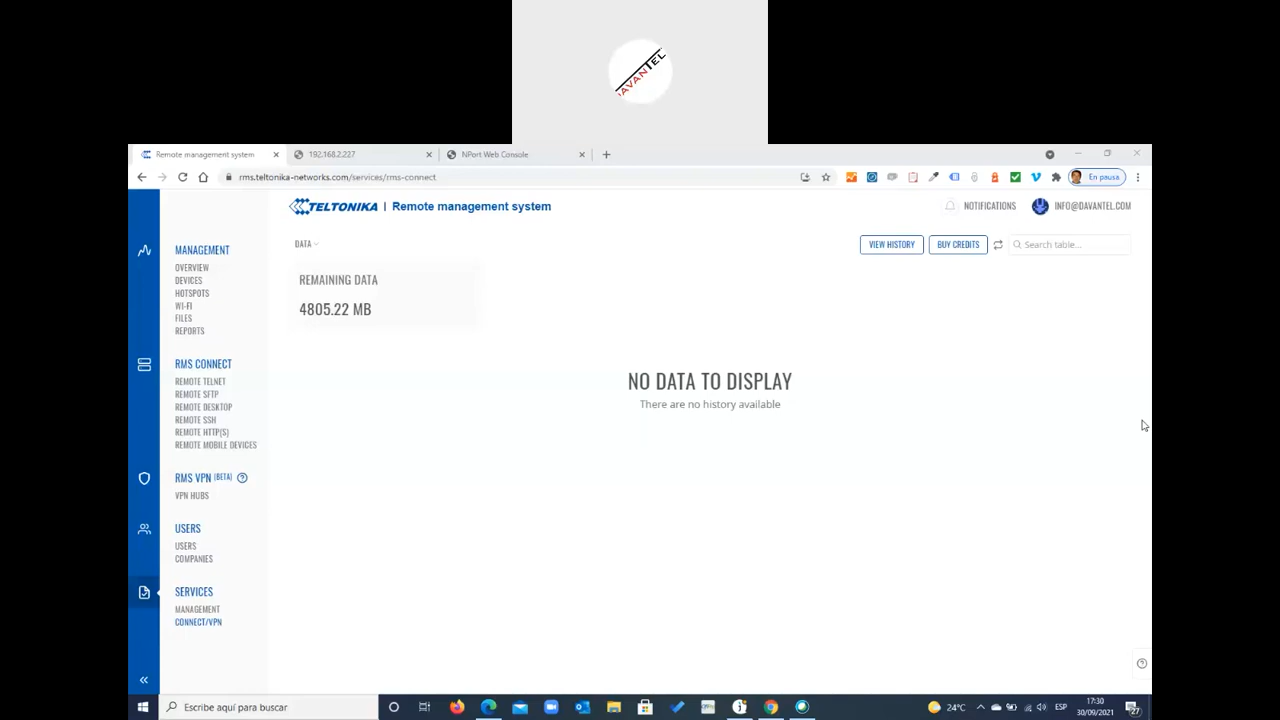 AVANTEL
Remote management system
192.168.2.227
NPort Web Console
rms.teltonika-networks.com/services/rms-connect
En pausa
TELTONIKA | Remote management system
NOTIFICATIONS
INFO@DAVANTEL.COM
DATA
VIEW HISTORY
BUY CREDITS
Search table...
REMAINING DATA
4805.22 MB
NO DATA TO DISPLAY
There are no history available
MANAGEMENT
OVERVIEW
DEVICES
HOTSPOTS
WI-FI
FILES
REPORTS
RMS CONNECT
REMOTE TELNET
REMOTE SFTP
REMOTE DESKTOP
REMOTE SSH
REMOTE HTTP(S)
REMOTE MOBILE DEVICES
RMS VPN (BETA)
VPN HUBS
USERS
USERS
COMPANIES
SERVICES
MANAGEMENT
CONNECT/VPN
Escribe aquí para buscar
24°C
ESP
17:30
30/09/2021
27